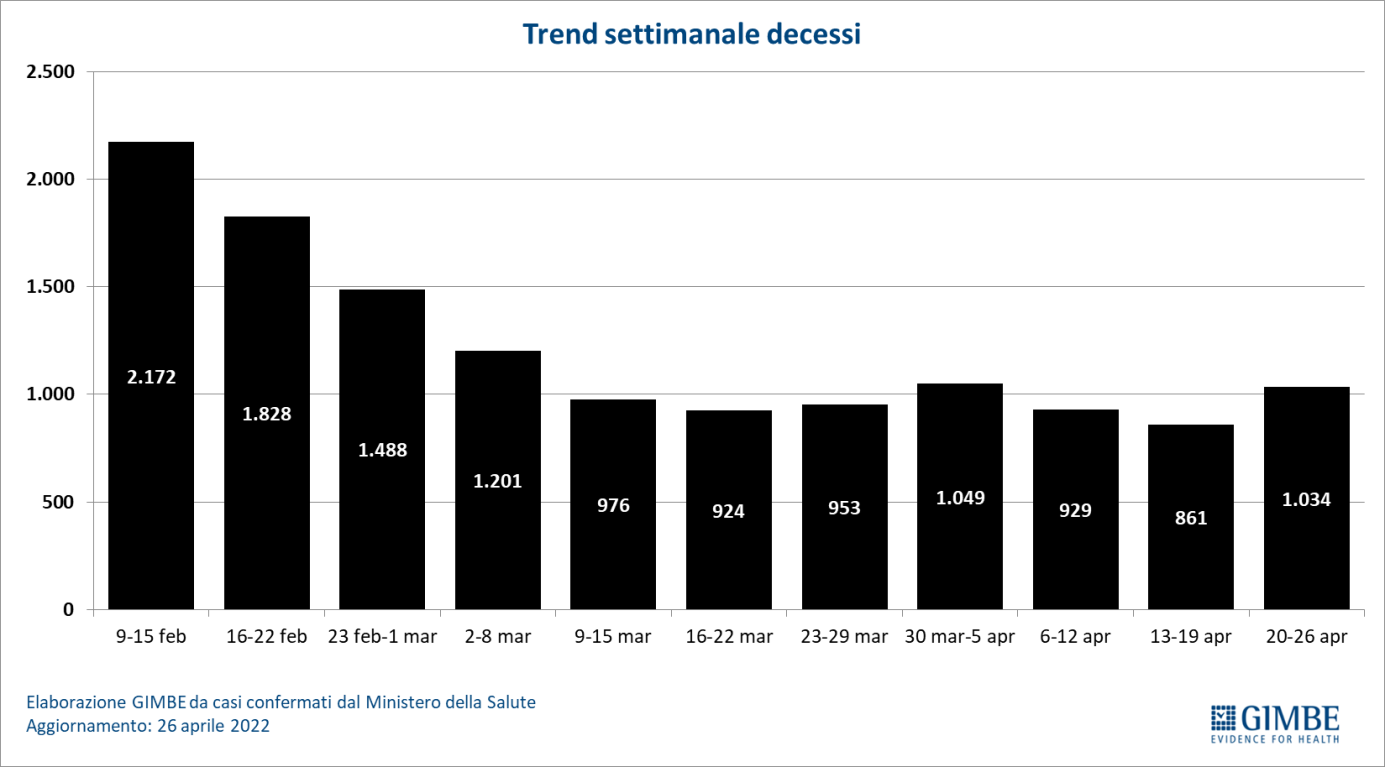 Trend settimanale decessi
2.500
2.000
1.500
1.000
500
0
2.172
1.828
1.488
1.201
976
924
953
1.049
929
861
1.034
9-15 feb
16-22 feb
23 feb-1 mar
2-8 mar
9-15 mar
16-22 mar
23-29 mar
30 mar-5 apr
6-12 apr
13-19 apr
20-26 apr
Elaborazione GIMBE da casi confermati dal Ministero della Salute
Aggiornamento: 26 aprile 2022
GIMBE
EVIDENCE FOR HEALTH